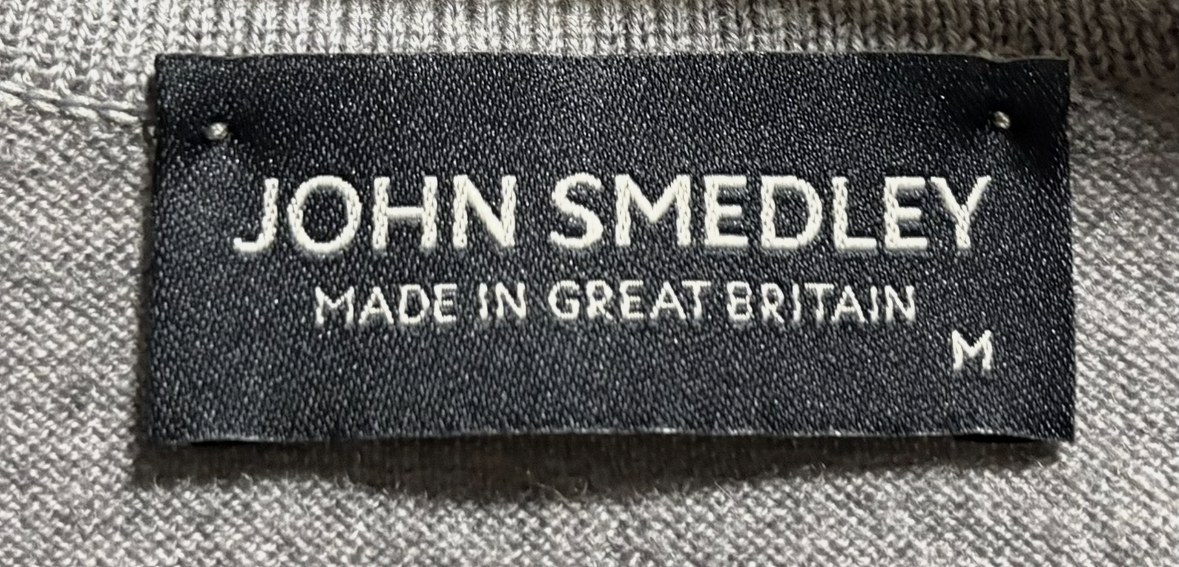 JOHN SMEDLEY
MADE IN GREAT BRITAIN
M